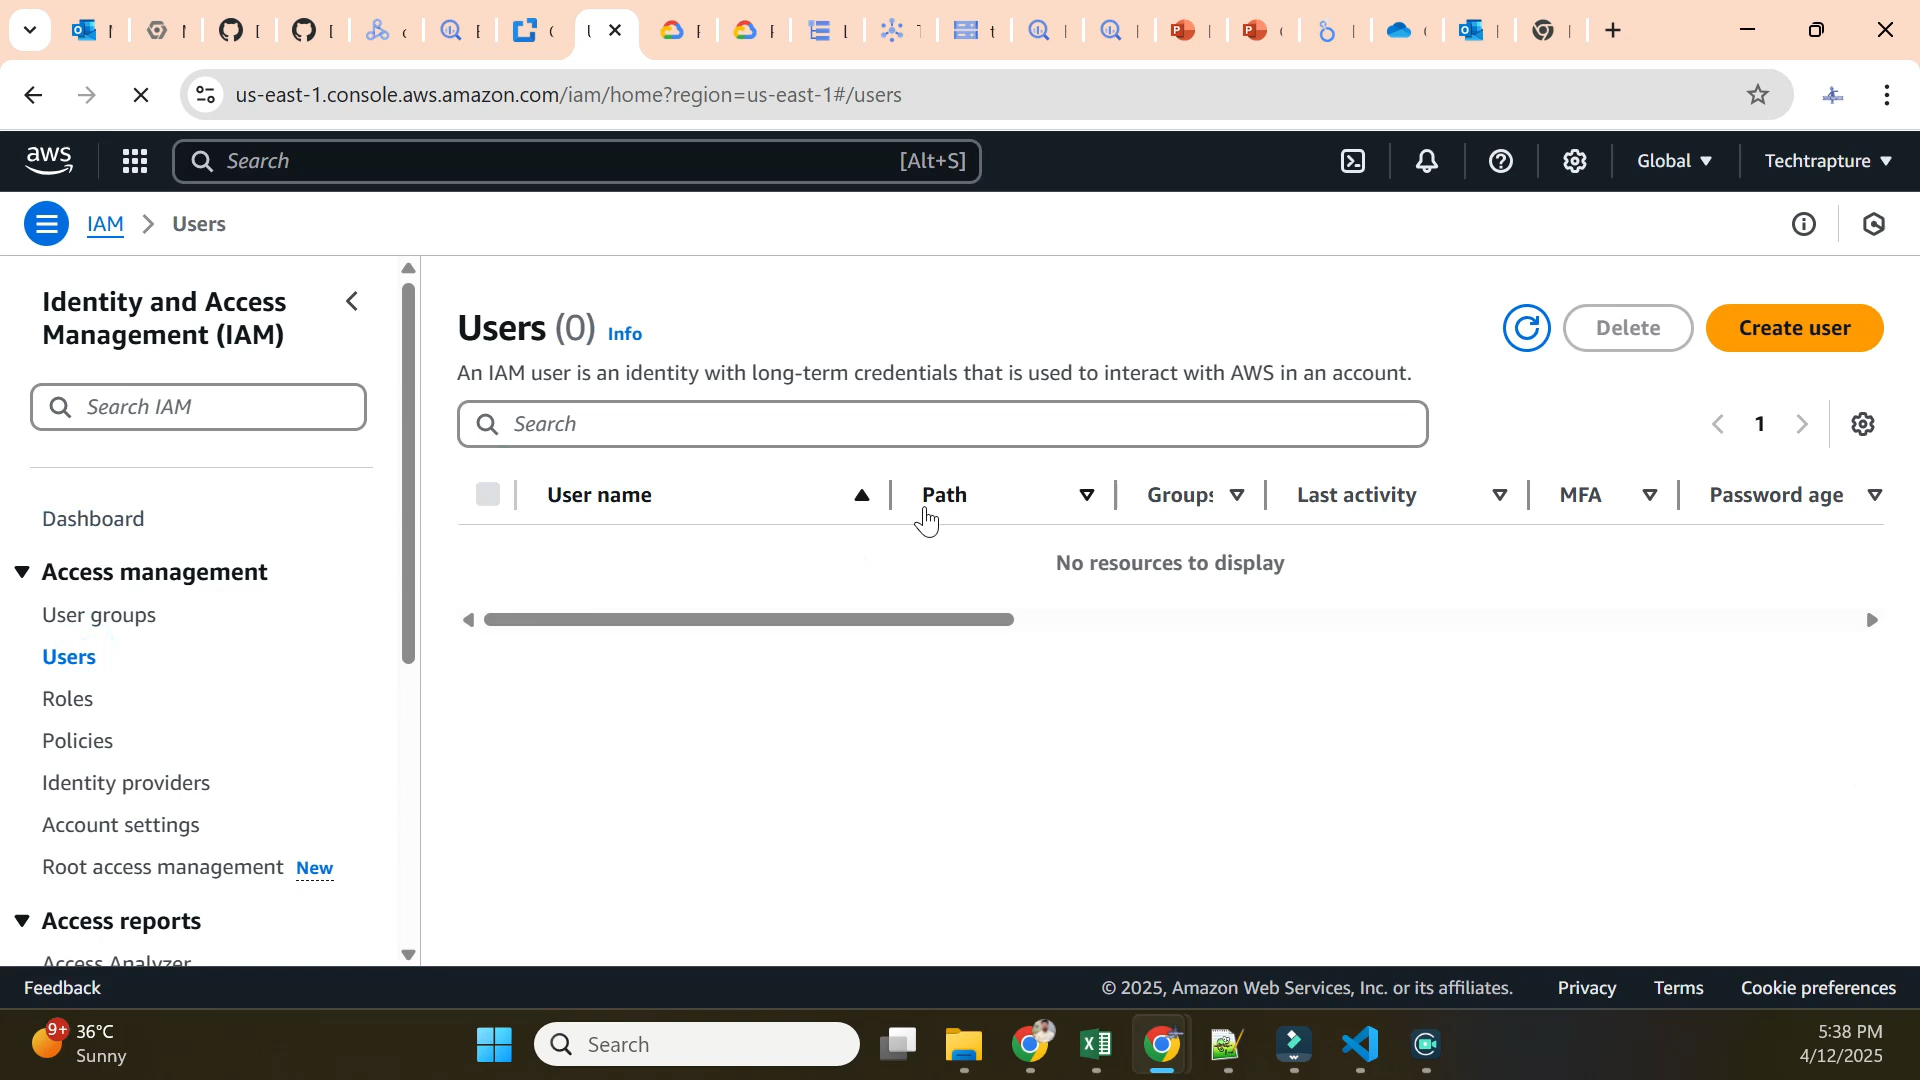 us-east-1.console.aws.amazon.com/iam/home?region=us-east-1#/users
aws
Search
[Alt+S]
Global
Techtrapture
IAM
Users
Identity and Access
Management (IAM)
Search IAM
Dashboard
Access management
User groups
Users
Roles
Policies
Identity providers
Account settings
Root access management New
Access reports
Access Analyzer
Users (0) Info
Delete
Create user
An IAM user is an identity with long-term credentials that is used to interact with AWS in an account.
Search
1
User name
Path
Groups
Last activity
MFA
Password age
No resources to display
Feedback
© 2025, Amazon Web Services, Inc. or its affiliates.
Privacy
Terms
Cookie preferences
9+
36°C
Sunny
Search
5:38 PM
4/12/2025